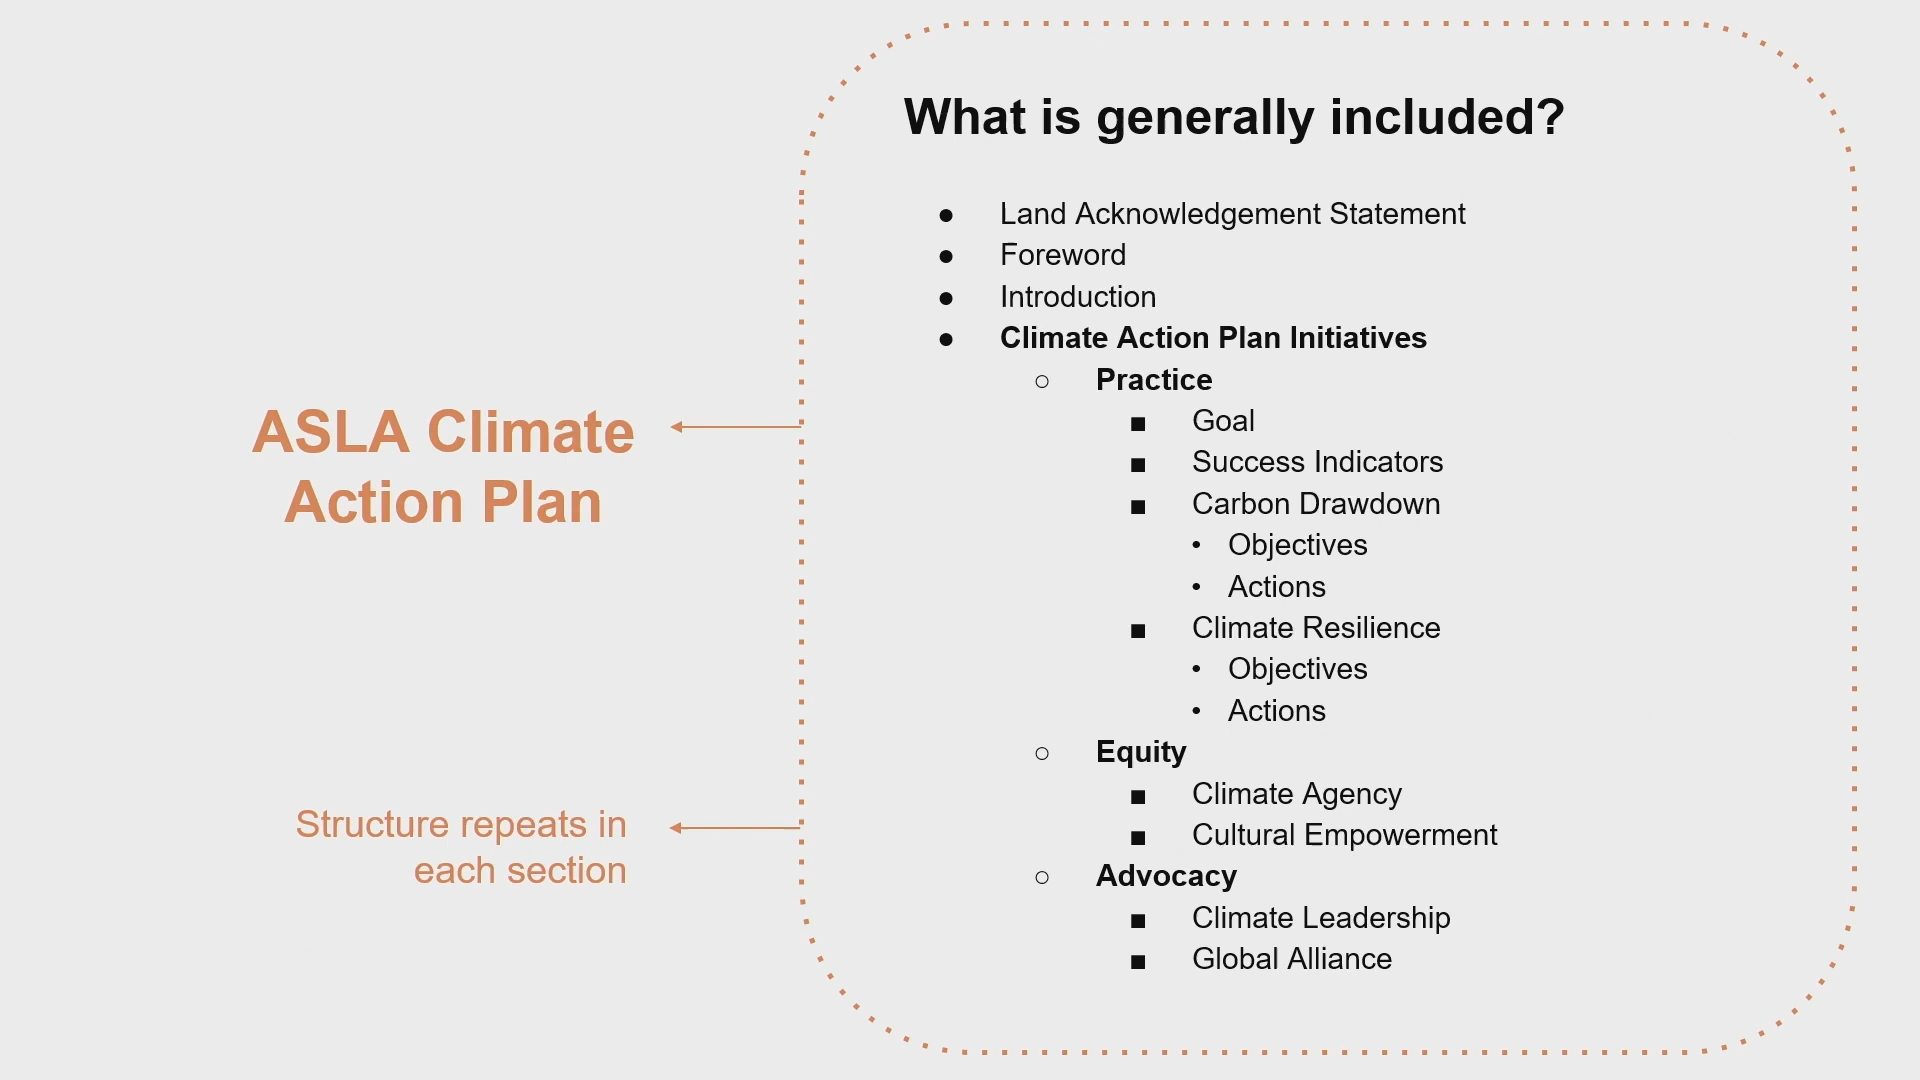 What is generally included?
● Land Acknowledgement Statement
● Foreword
● Introduction
● Climate Action Plan Initiatives
○ Practice
■ Goal
■ Success Indicators
■ Carbon Drawdown
• Objectives
• Actions
■ Climate Resilience
• Objectives
• Actions
○ Equity
■ Climate Agency
■ Cultural Empowerment
○ Advocacy
■ Climate Leadership
■ Global Alliance
ASLA Climate
Action Plan
Structure repeats in
each section